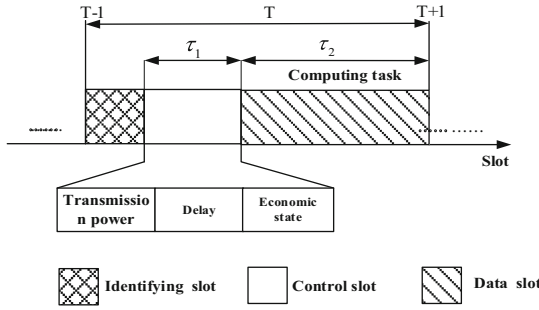 T-1 T T+1
τ1 τ2
Computing task
Slot
Transmissio
n power
Delay
Economic
state
Identifying slot Control slot Data slot